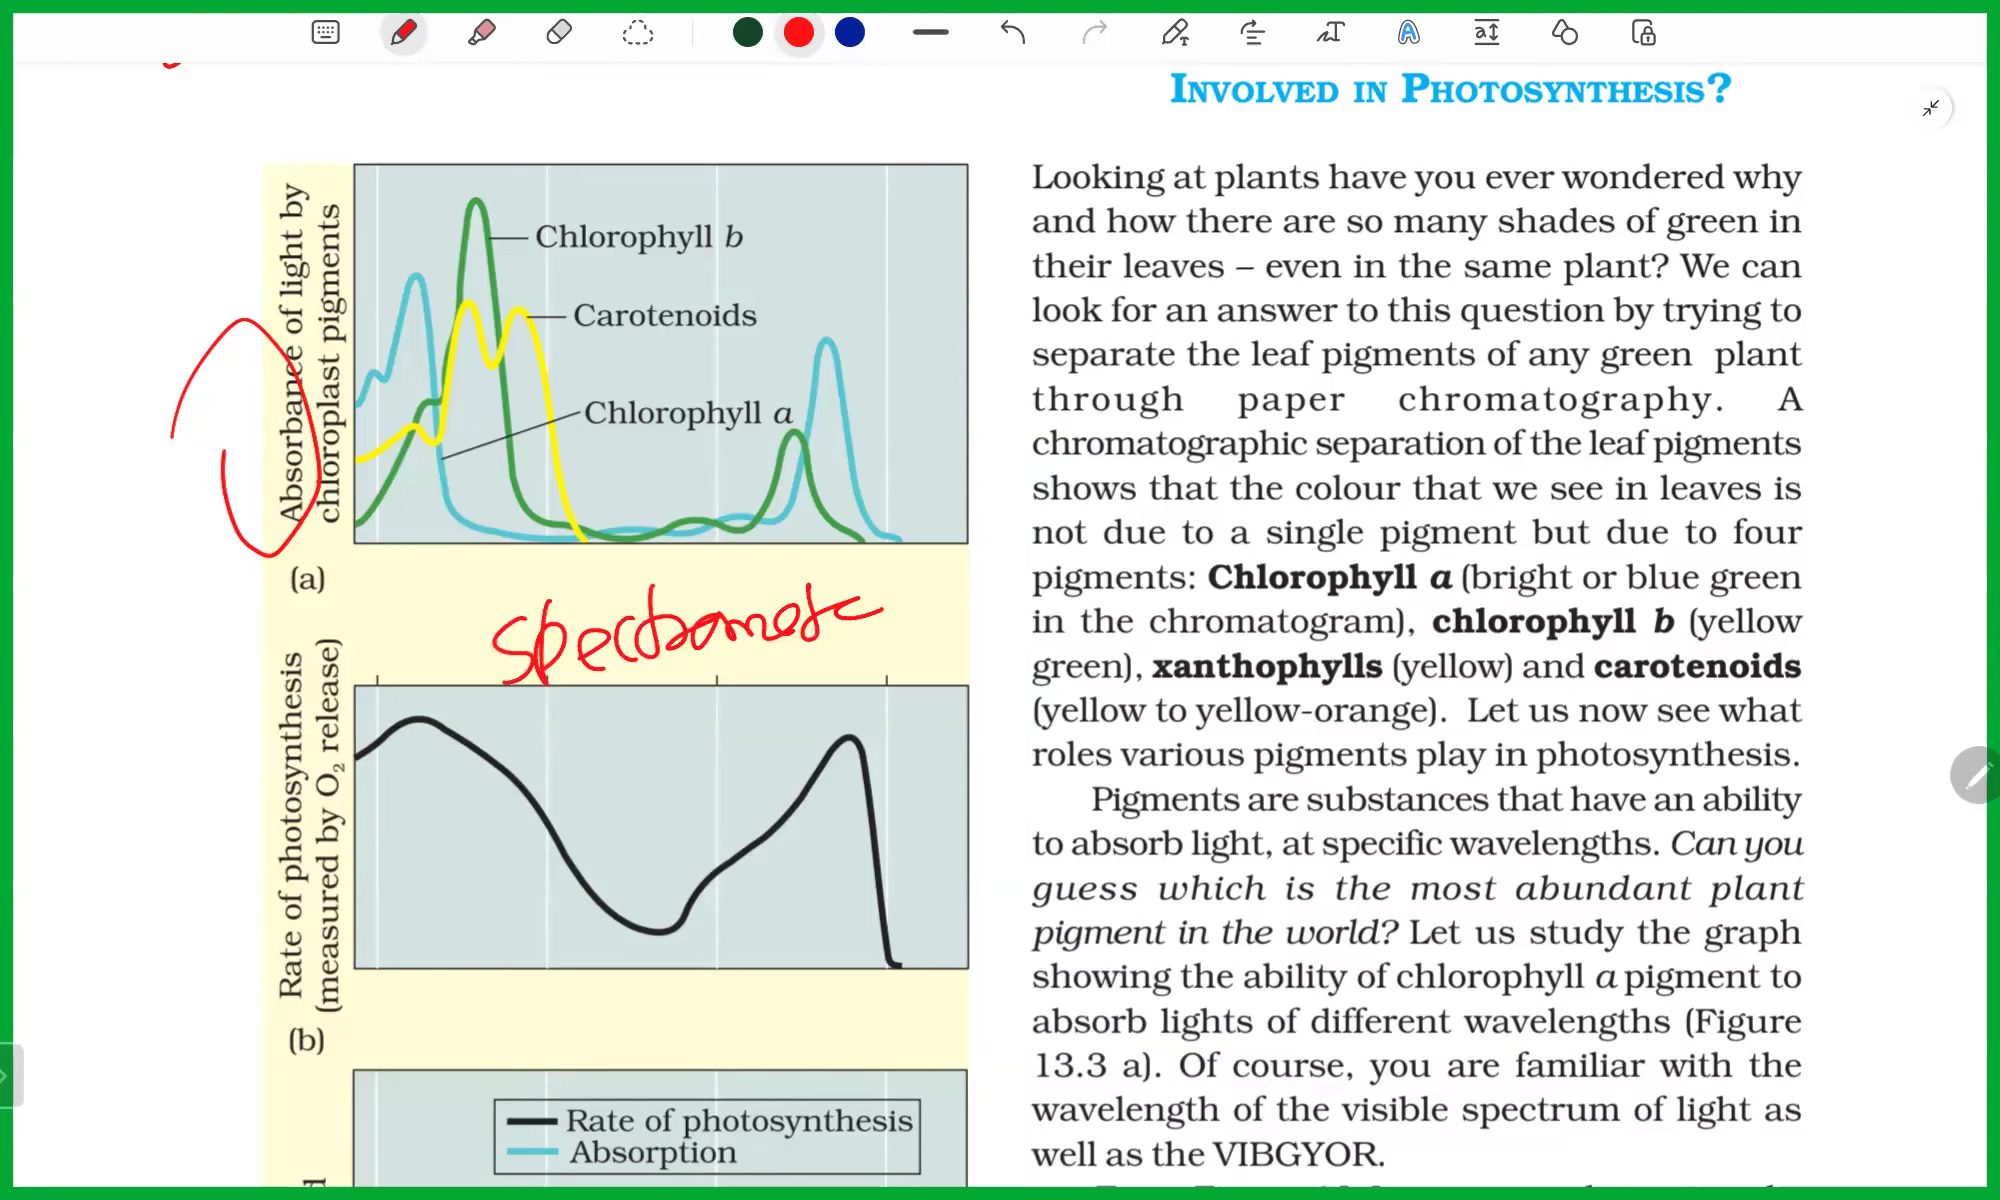 INVOLVED IN PHOTOSYNTHESIS?
Absorbance of light by
chloroplast pigments
Chlorophyll b
Carotenoids
Chlorophyll a
(a)
Rate of photosynthesis
(measured by O₂ release)
(b)
Rate of photosynthesis
Absorption
Looking at plants have you ever wondered why
and how there are so many shades of green in
their leaves – even in the same plant? We can
look for an answer to this question by trying to
separate the leaf pigments of any green plant
through paper chromatography. A
chromatographic separation of the leaf pigments
shows that the colour that we see in leaves is
not due to a single pigment but due to four
pigments: Chlorophyll a (bright or blue green
in the chromatogram), chlorophyll b (yellow
green), xanthophylls (yellow) and carotenoids
(yellow to yellow-orange). Let us now see what
roles various pigments play in photosynthesis.
Pigments are substances that have an ability
to absorb light, at specific wavelengths. Can you
guess which is the most abundant plant
pigment in the world? Let us study the graph
showing the ability of chlorophyll a pigment to
absorb lights of different wavelengths (Figure
13.3 a). Of course, you are familiar with the
wavelength of the visible spectrum of light as
well as the VIBGYOR.